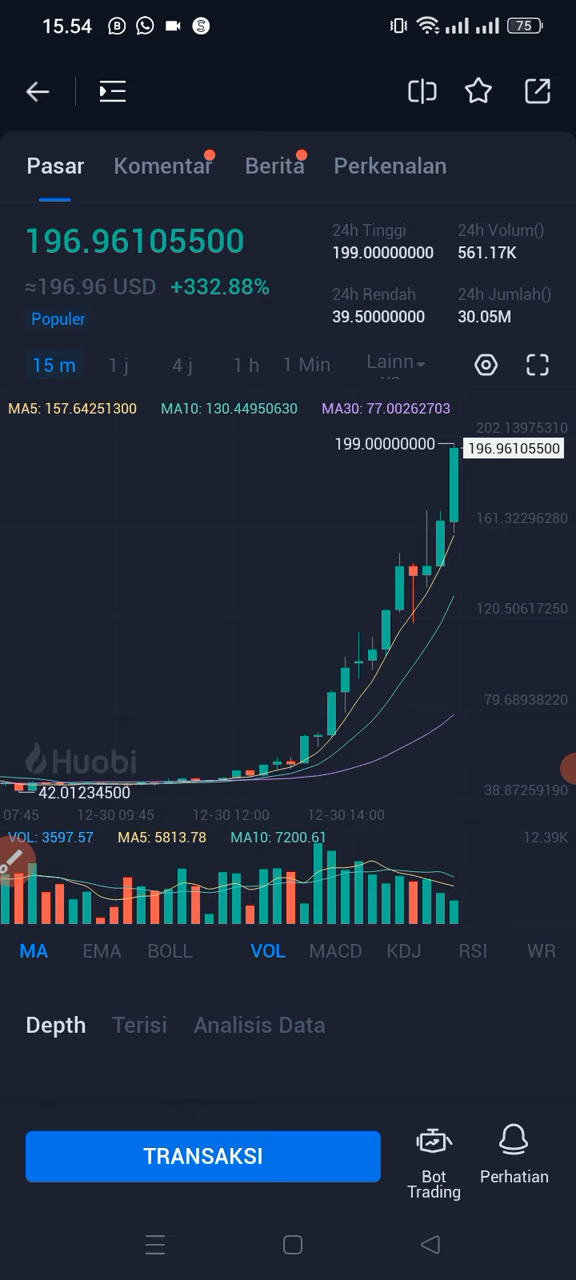 15.54
75
Pasar Komentar Berita Perkenalan
196.96105500
≈196.96 USD +332.88%
Populer
24h Tinggi 24h Volum()
199.00000000 561.17K
24h Rendah 24h Jumlah()
39.50000000 30.05M
15 m 1 j 4 j 1 h 1 Min Lainn
MA5: 157.64251300 MA10: 130.44950630 MA30: 77.00262703
202.13975310
199.00000000
196.96105500
161.32296280
120.50617250
79.68938220
Huobi
42.01234500
38.87259190
07:45 12-30 09:45 12-30 12:00 12-30 14:00
VOL: 3597.57 MA5: 5813.78 MA10: 7200.61 12.39K
MA EMA BOLL VOL MACD KDJ RSI WR
Depth Terisi Analisis Data
TRANSAKSI
Bot
Trading
Perhatian